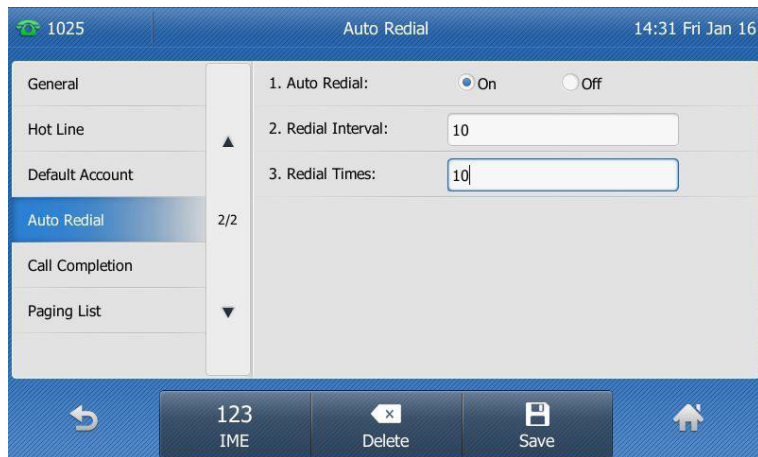 1025 Auto Redial 14:31 Fri Jan 16
General
Hot Line
Default Account
Auto Redial
Call Completion
Paging List
2/2
1. Auto Redial: On Off
2. Redial Interval: 10
3. Redial Times: 10
123
IME
Delete
Save